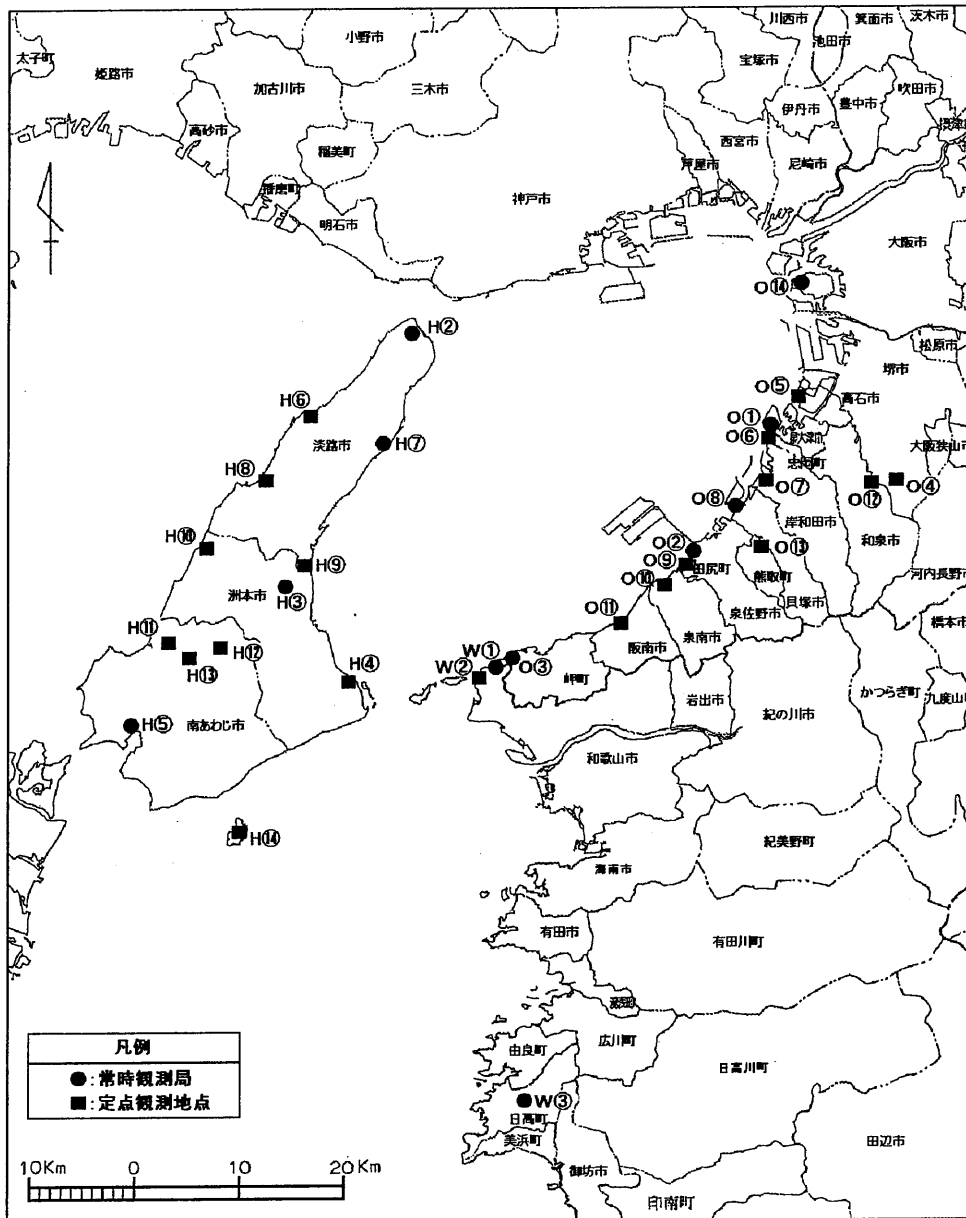 川西市
箕面市
茨木市
小野市
池田市
太子町
宝塚市
姫路市
加古川市
三木市
伊丹市
豊中市
吹田市
高砂市
摂津市
西宮市
稲美町
芦屋市
尼崎市
播磨町
神戸市
明石市
大阪市
O⑭
H②
松原市
堺市
O⑤
高石市
H⑥
O①
淡路市
H⑦
O⑥
大阪狭山市
忠岡町
H⑧
O⑦
O⑫
O④
O⑧
岸和田市
和泉市
H⑩
O②
O⑬
H⑨
O⑨
田尻町
熊取町
河内長野市
洲本市
H③
O⑩
泉佐野市
貝塚市
橋本市
H⑪
O⑪
H⑫
W①
阪南市
泉南市
H⑬
H④
W②
O③
岬町
かつらぎ町
岩出市
九度山町
H⑤
南あわじ市
紀の川市
和歌山市
H⑭
紀美野町
海南市
有田市
有田川町
湯浅町
凡例
広川町
由良町
●:常時観測局
日高川町
■:定点観測地点
W③
日高町
美浜町
田辺市
10Km 0 10 20Km
御坊市
印南町